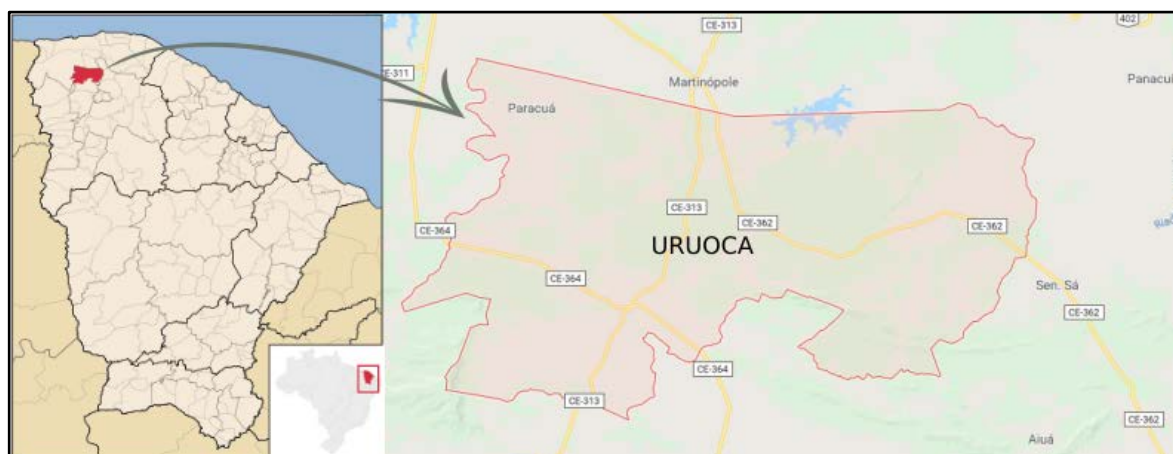 CE-313
402
CE-311
Martinópole
Panacuí
Paracuá
CE-313
CE-362
CE-364
CE-362
URUOCA
CE-364
Sen. Sá
CE-362
CE-364
CE-313
CE-362
Aiuá